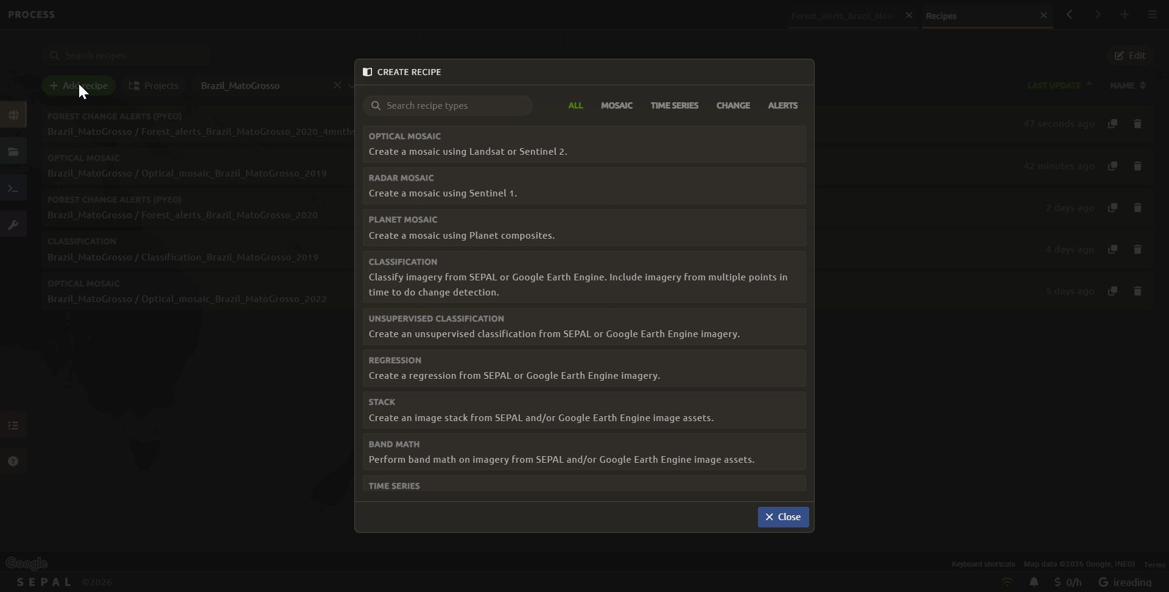 PROCESS
Forest_alerts_Brazil_Mato
Recipes
Search recipes
Edit
Add recipe
Projects
Brazil_MatoGrosso
LAST UPDATE
NAME
FOREST CHANGE ALERTS (PYEO)
Brazil_MatoGrosso / Forest_alerts_Brazil_MatoGrosso_2020_4months
47 seconds ago
OPTICAL MOSAIC
Brazil_MatoGrosso / Optical_mosaic_Brazil_MatoGrosso_2019
42 minutes ago
FOREST CHANGE ALERTS (PYEO)
Brazil_MatoGrosso / Forest_alerts_Brazil_MatoGrosso_2020
2 days ago
CLASSIFICATION
Brazil_MatoGrosso / Classification_Brazil_MatoGrosso_2019
4 days ago
OPTICAL MOSAIC
Brazil_MatoGrosso / Optical_mosaic_Brazil_MatoGrosso_2022
5 days ago
CREATE RECIPE
Search recipe types
ALL MOSAIC TIME SERIES CHANGE ALERTS
OPTICAL MOSAIC
Create a mosaic using Landsat or Sentinel 2.
RADAR MOSAIC
Create a mosaic using Sentinel 1.
PLANET MOSAIC
Create a mosaic using Planet composites.
CLASSIFICATION
Classify imagery from SEPAL or Google Earth Engine. Include imagery from multiple points in
time to do change detection.
UNSUPERVISED CLASSIFICATION
Create an unsupervised classification from SEPAL or Google Earth Engine imagery.
REGRESSION
Create a regression from SEPAL or Google Earth Engine imagery.
STACK
Create an image stack from SEPAL and/or Google Earth Engine image assets.
BAND MATH
Perform band math on imagery from SEPAL and/or Google Earth Engine image assets.
TIME SERIES
Close
Google
Keyboard shortcuts Map data ©2026 Google, INEGI Terms
SEPAL ©2026
$ 0/h
ireading